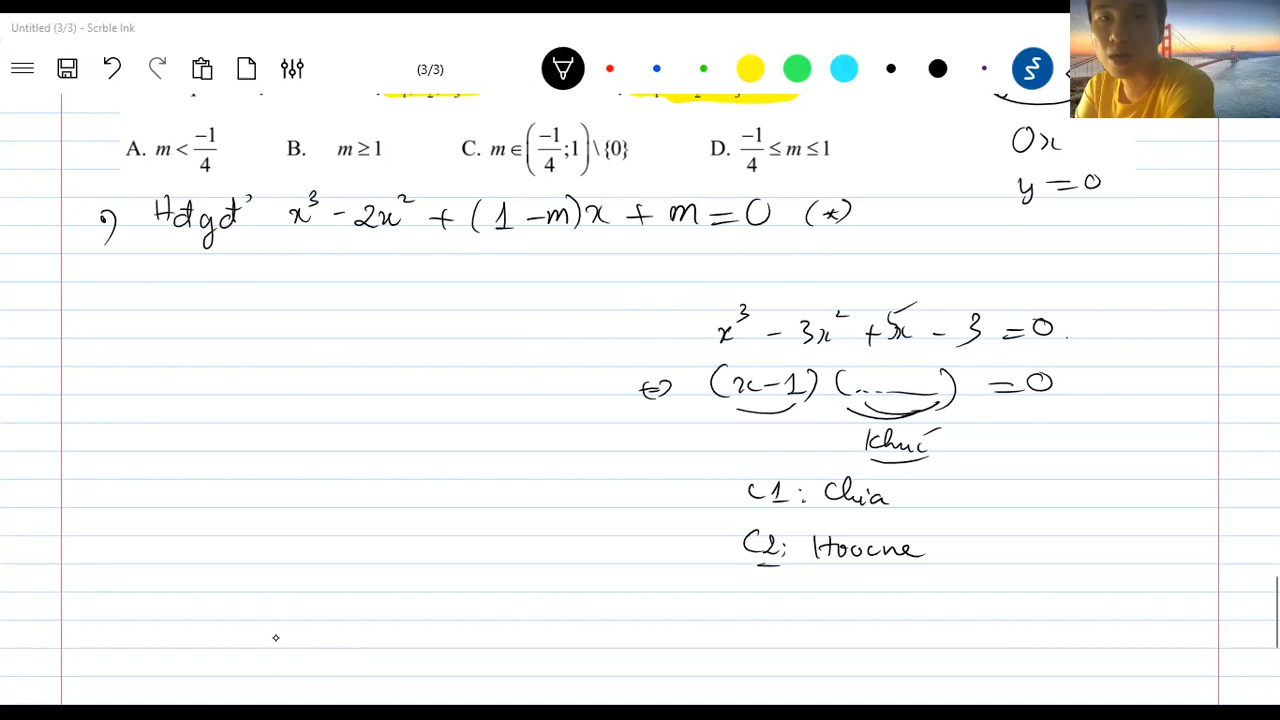 Untitled (3/3) - Scrble Ink
(3/3)
A. m < -1/4 B. m ≥ 1 C. m ∈ (-1/4; 1) \ {0} D. -1/4 ≤ m ≤ 1
Ox
y = 0
Hđgđ x³ - 2x² + (1 - m)x + m = 0 (*)
x³ - 3x² + 5x - 3 = 0.
⇔ (x - 1) (......) = 0
Khuć
C1: Chia
C2: Hoocne